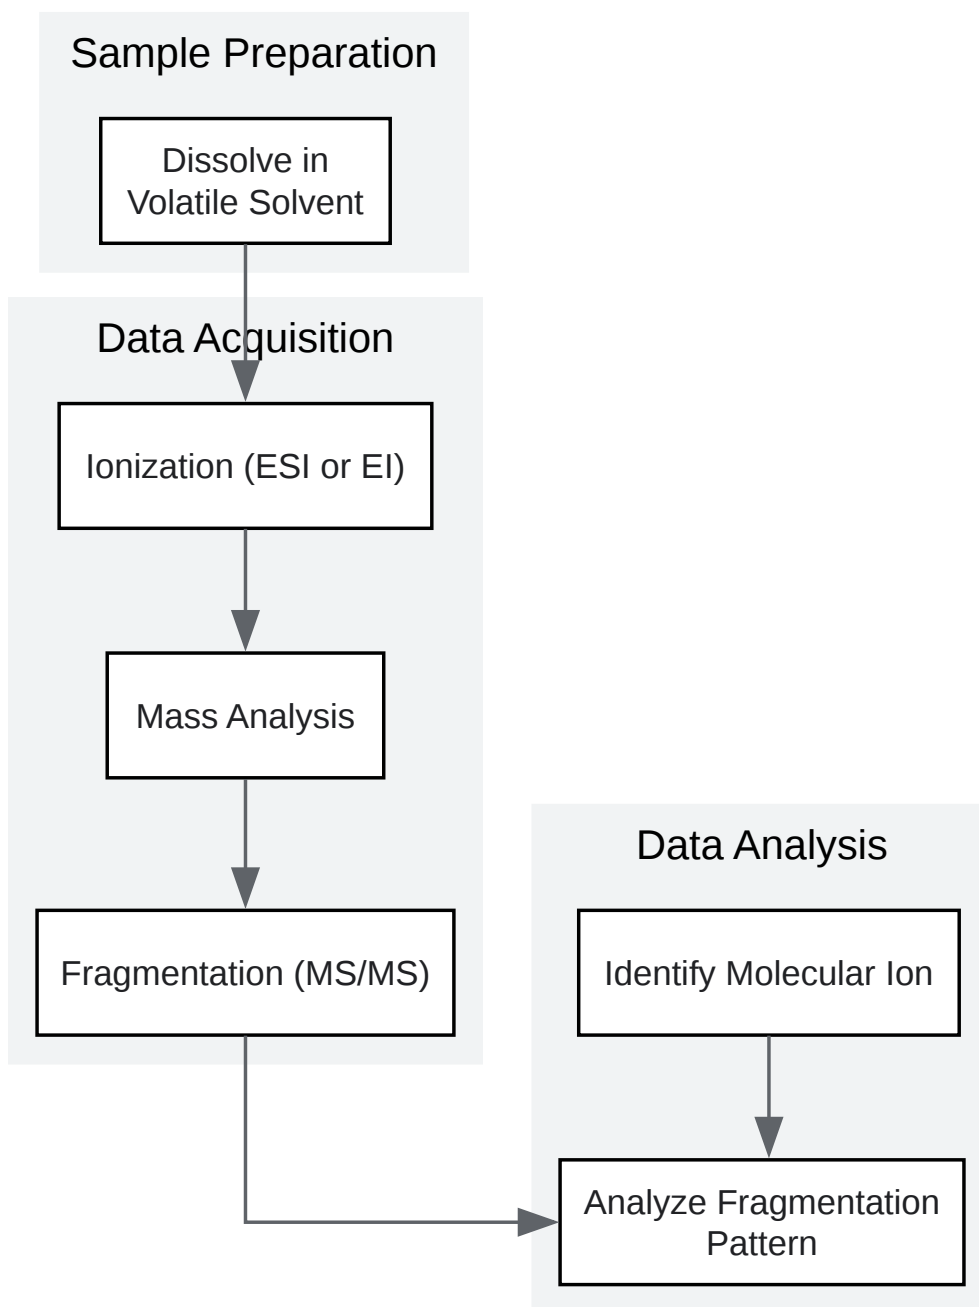 Sample Preparation
Dissolve in
Volatile Solvent
Data Acquisition
Ionization (ESI or EI)
Mass Analysis
Fragmentation (MS/MS)
Data Analysis
Identify Molecular Ion
Analyze Fragmentation
Pattern